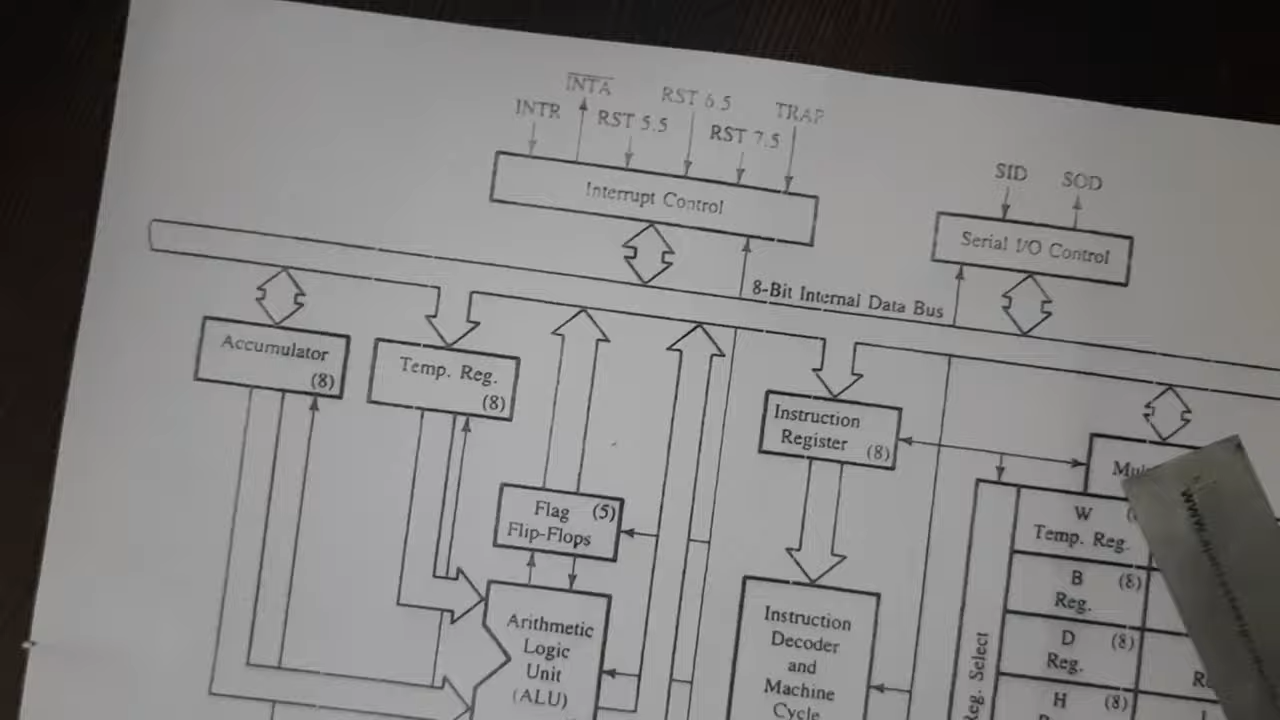 INTA
RST 6.5
TRAP
INTR
RST 5.5
RST 7.5
SID
SOD
Interrupt Control
Serial I/O Control
8-Bit Internal Data Bus
Accumulator
(8)
Temp. Reg.
(8)
Instruction
Register
(8)
Flag (5)
Flip-Flops
Arithmetic
Logic
Unit
(ALU)
Instruction
Decoder
and
Machine
Cycle
Reg. Select
W
Temp. Reg.
B (8)
Reg.
D (8)
Reg.
H (8)